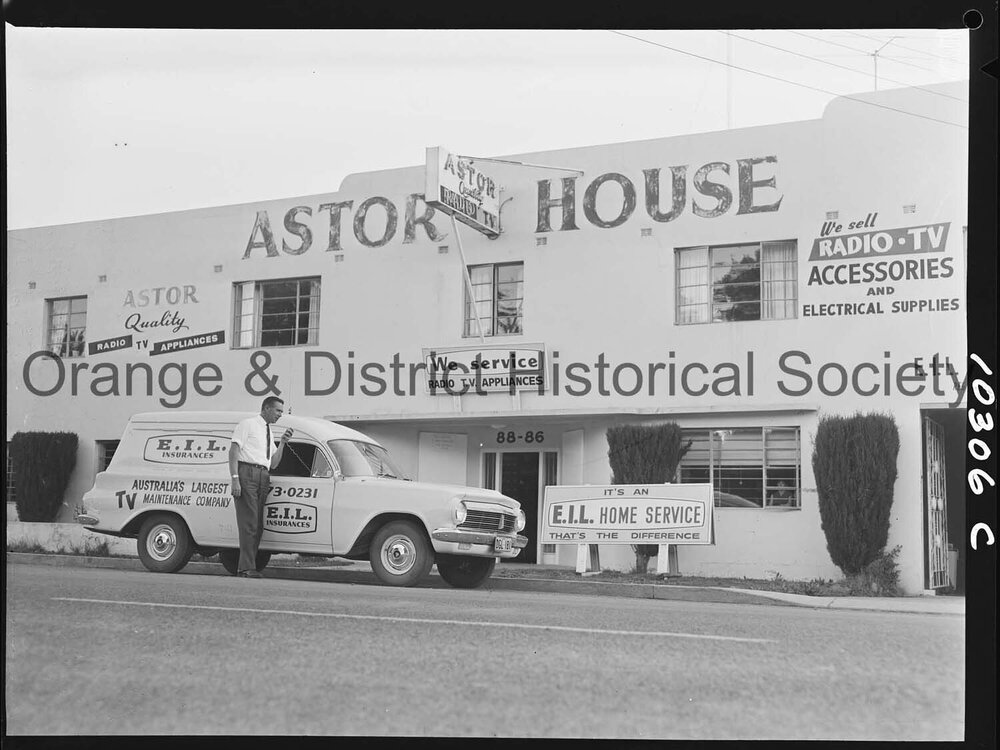 ASTOR HOUSE
ASTOR
Quality
RADIO
TV
We sell
RADIO · TV
ACCESSORIES
AND
ELECTRICAL SUPPLIES
ASTOR
Quality
RADIO TV APPLIANCES
We service
RADIO T.V. APPLIANCES
Orange & District Historical Society
E.I.L
88-86
E.I.L.
INSURANCES
AUSTRALIA'S LARGEST
TV MAINTENANCE COMPANY
73-0231
E.I.L.
INSURANCES
IT'S AN
E.I.L. HOME SERVICE
THAT'S THE DIFFERENCE
10306 C